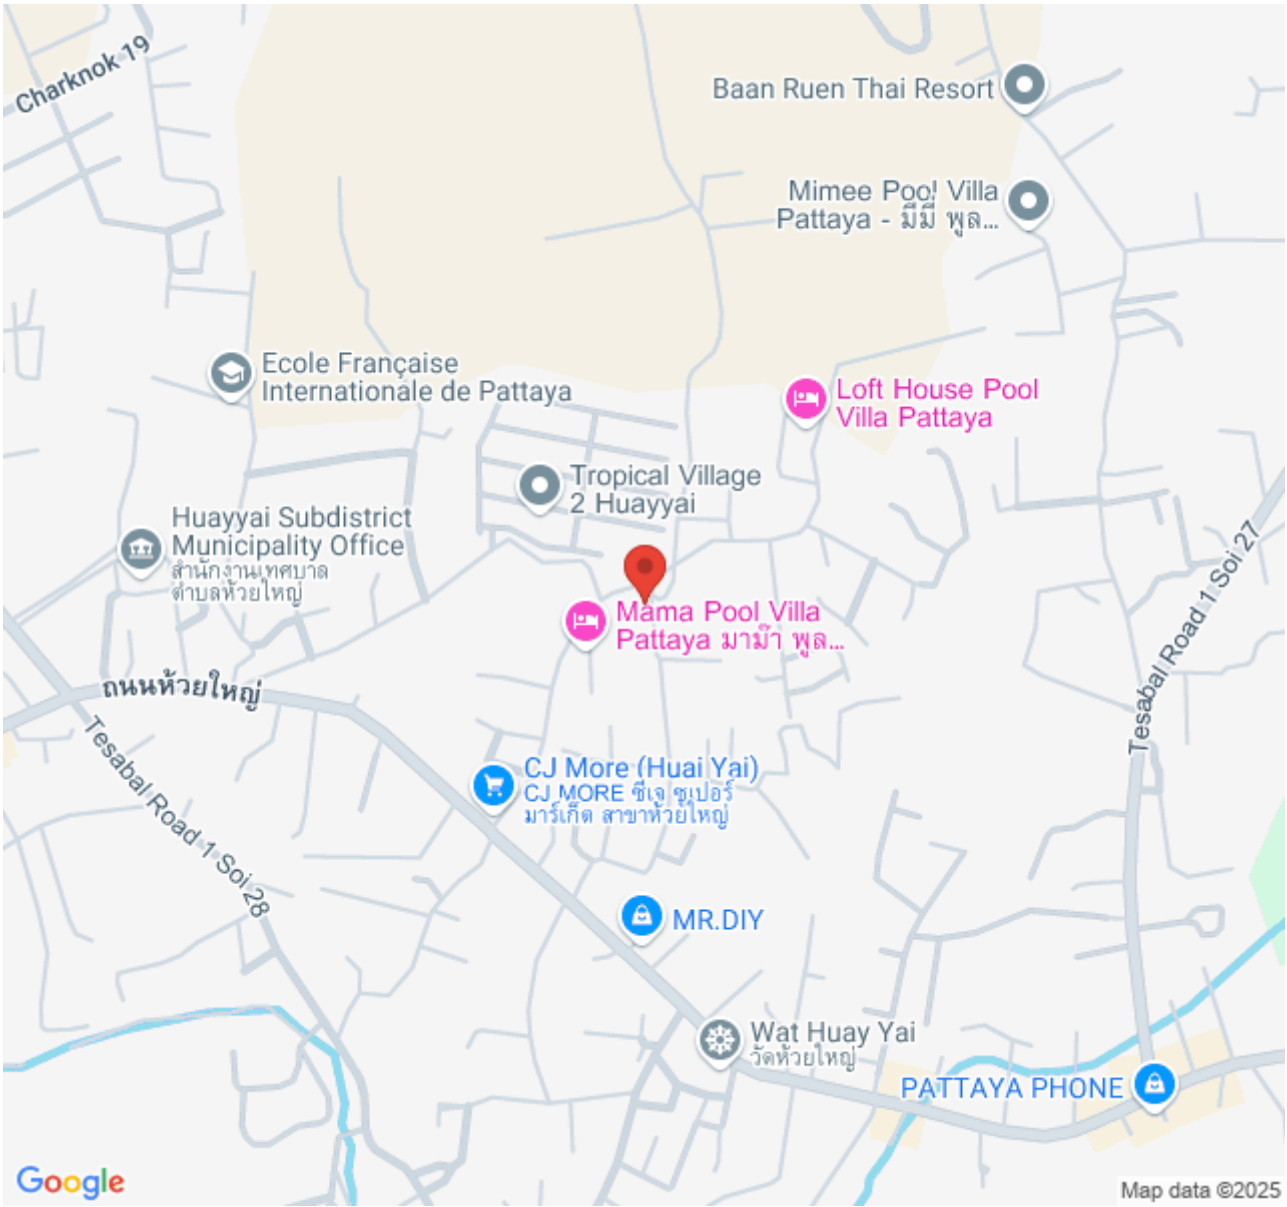 Charknok 19
Baan Ruen Thai Resort
Mimee Pool Villa
Pattaya - มีมี่ พูล...
Ecole Française
Internationale de Pattaya
Loft House Pool
Villa Pattaya
Tropical Village
2 Huayyai
Huayyai Subdistrict
Municipality Office
สำนักงานเทศบาล
ตำบลห้วยใหญ่
Tesabal Road 1 Soi 27
Mama Pool Villa
Pattaya มาม๊า พูล...
ถนนห้วยใหญ่
Tesabal Road 1 Soi 28
CJ More (Huai Yai)
CJ MORE ซีเจ ซูเปอร์
มาร์เก็ต สาขาห้วยใหญ่
MR.DIY
Wat Huay Yai
วัดห้วยใหญ่
PATTAYA PHONE
Google
Map data ©2025